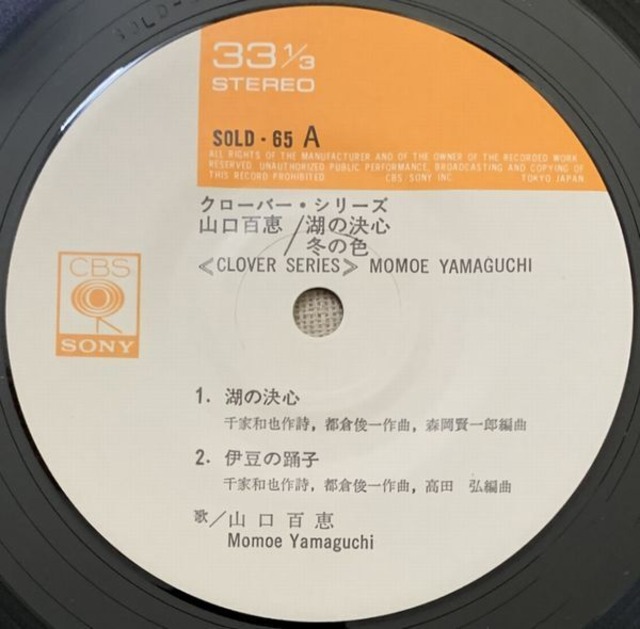 33 1/3
STEREO
SOLD・65 A
ALL RIGHTS OF THE MANUFACTURER AND OF THE OWNER OF THE RECORDED WORK
RESERVED. UNAUTHORIZED PUBLIC PERFORMANCE, BROADCASTING AND COPYING OF
THIS RECORD PROHIBITED CBS SONY INC. TOKYO JAPAN
クローバー・シリーズ
山口百恵/湖の決心
/冬の色
≪CLOVER SERIES≫ MOMOE YAMAGUCHI
CBS
SONY
1. 湖の決心
千家和也作詩, 都倉俊一作曲, 森岡賢一郎編曲
2. 伊豆の踊子
千家和也作詩, 都倉俊一作曲, 高田 弘編曲
歌/山口百恵
Momoe Yamaguchi